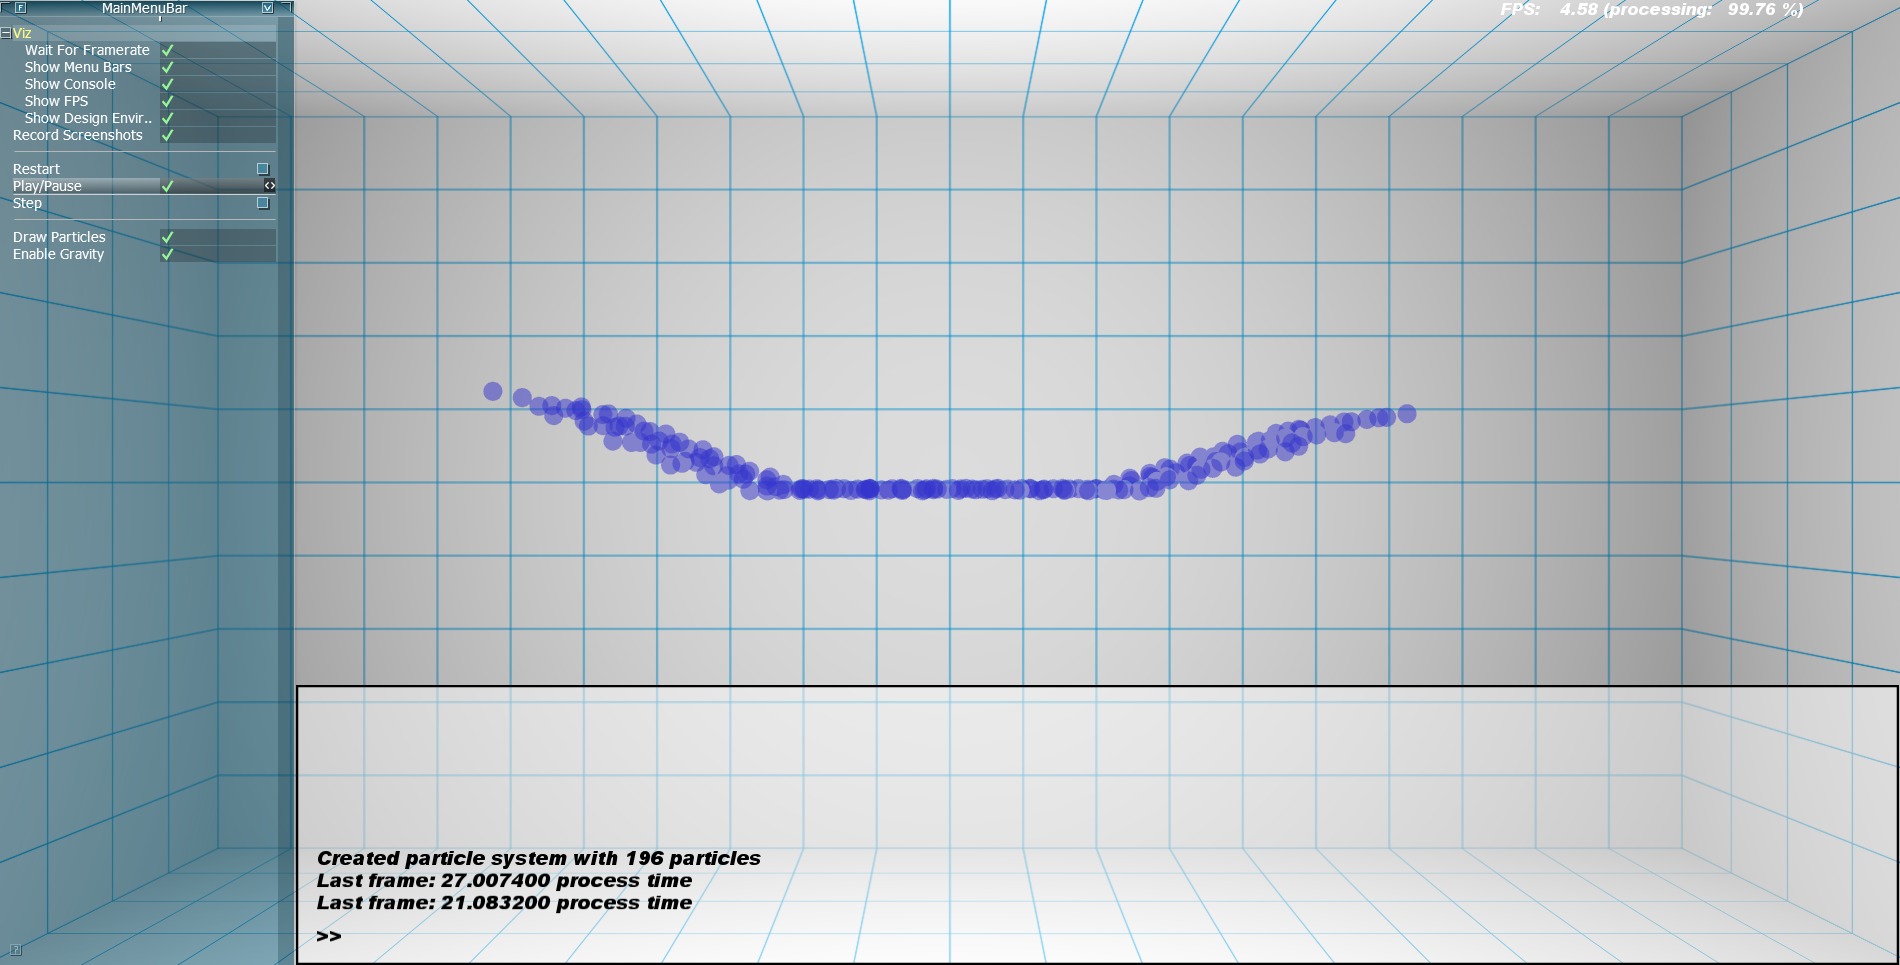 MainMenuBar
FPS: 4.58 (processing: 99.76 %)
Viz
Wait For Framerate
Show Menu Bars
Show Console
Show FPS
Show Design Envir..
Record Screenshots
Restart
Play/Pause
Step
Draw Particles
Enable Gravity
Created particle system with 196 particles
Last frame: 27.007400 process time
Last frame: 21.083200 process time
>>